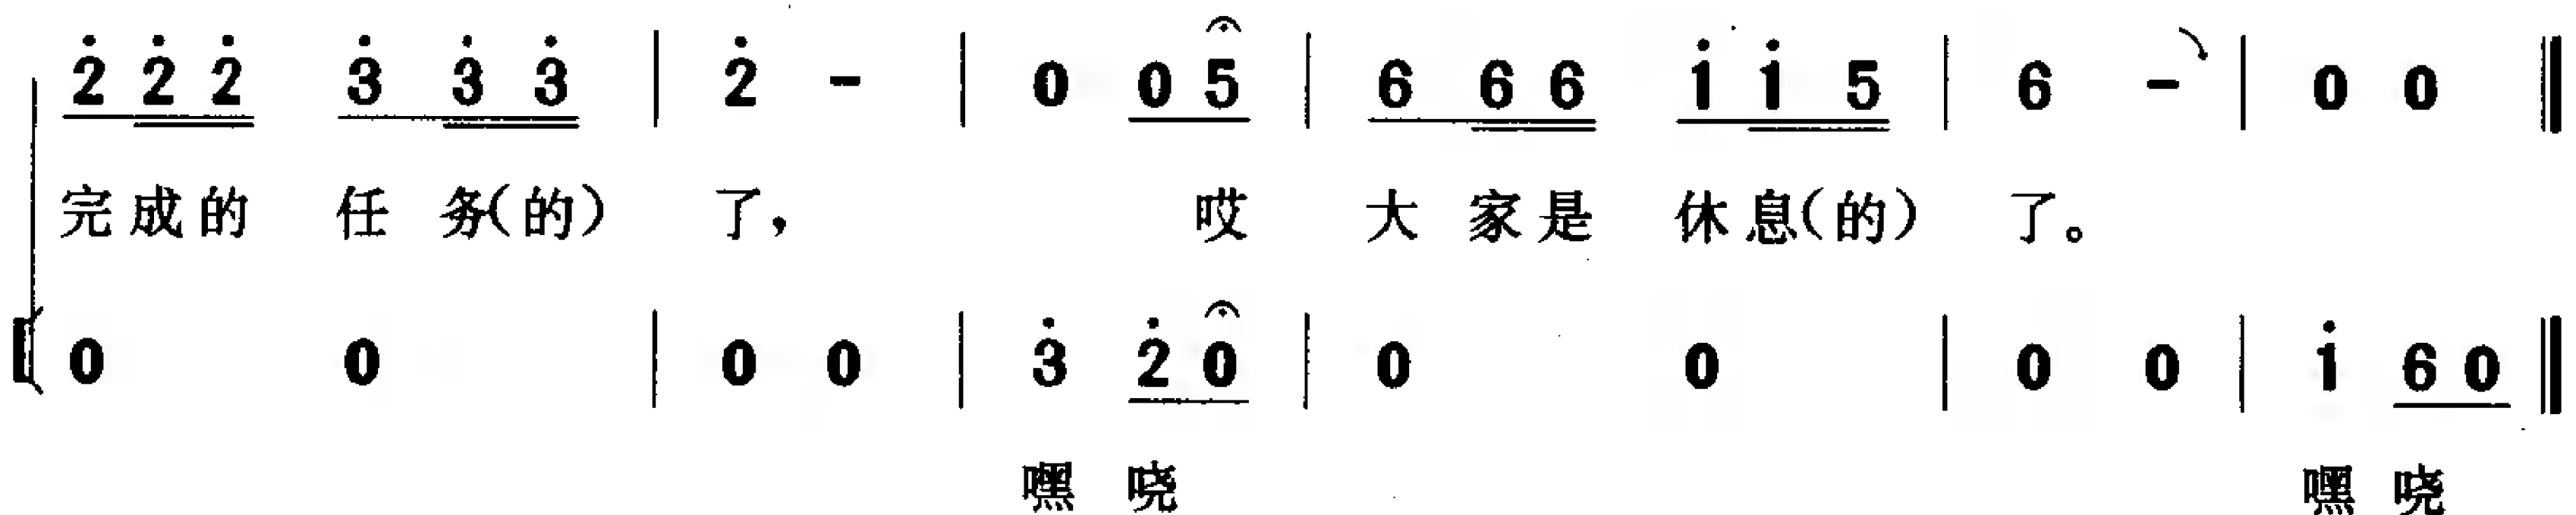 2̇ 2̇ 2̇ 3̇ 3̇ 3̇ | 2̇ - | 0 0 5 | 6 6 6 1̇ 1̇ 5 | 6 - | 0 0 ‖
完成的 任 务(的) 了， 哎 大 家是 休息(的) 了。
0 0 | 0 0 | 3̇ 2̇ 0 | 0 0 | 0 0 | 1̇ 6 0 ‖
嘿 哓 嘿 哓